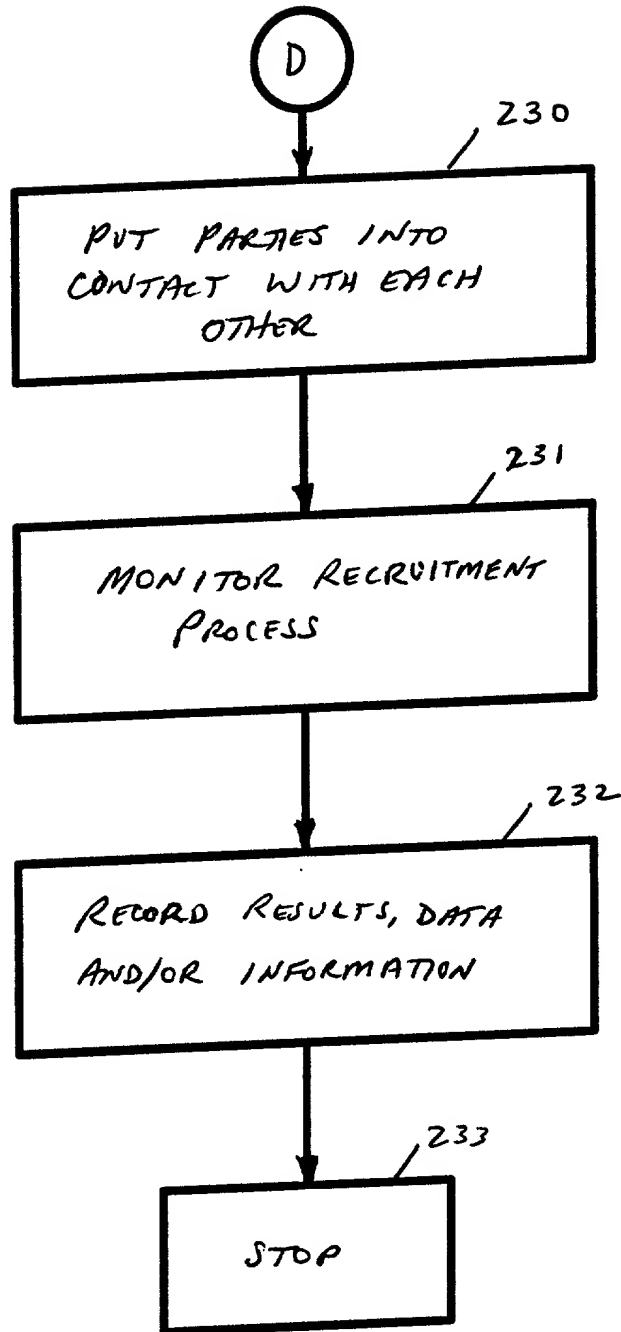 D
230
PUT PARTIES INTO
CONTACT WITH EACH
OTHER
231
MONITOR RECRUITMENT
PROCESS
232
RECORD RESULTS, DATA
AND/OR INFORMATION
233
STOP